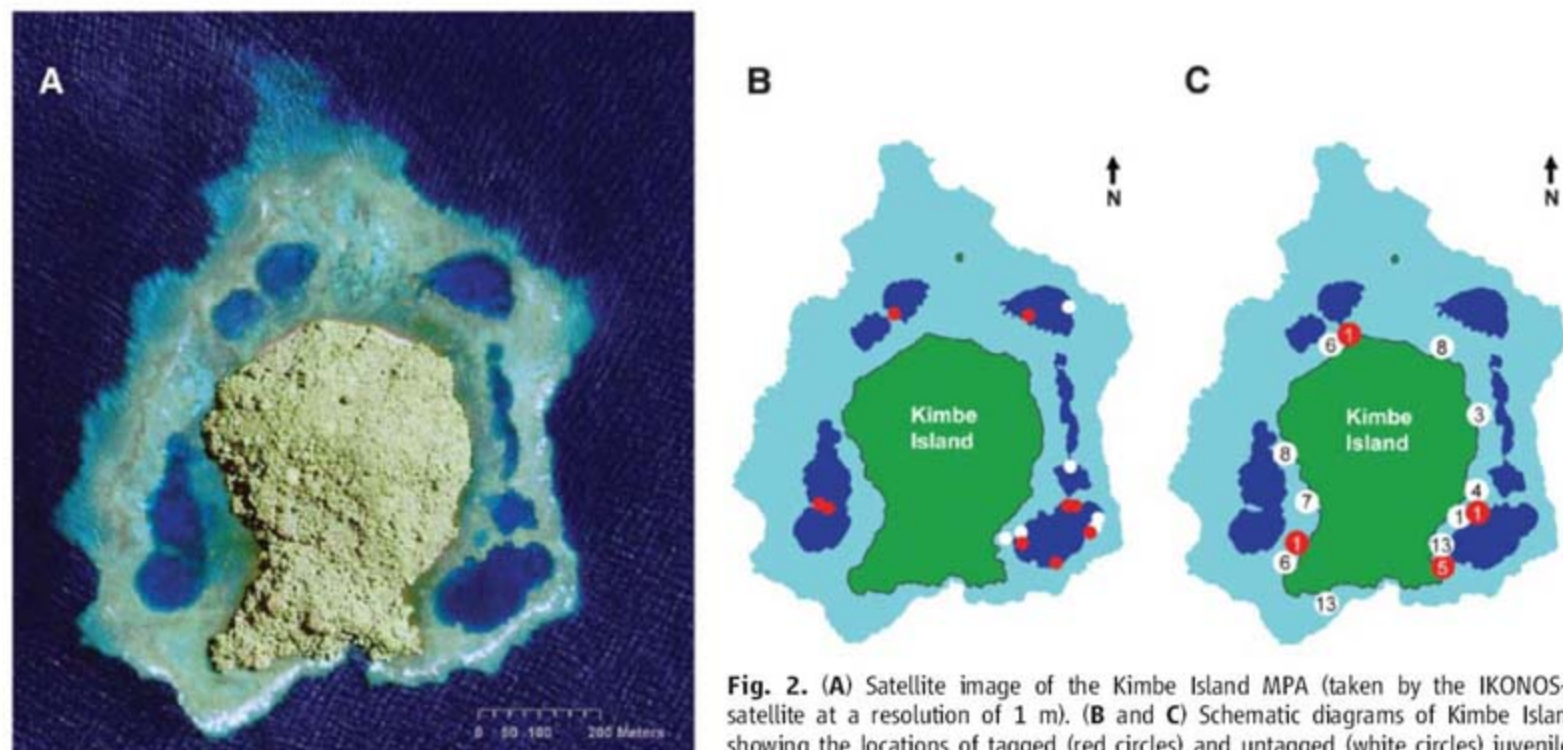 A
B
C
N
N
Kimbe
Island
Kimbe
Island
6
1
8
3
8
7
4
1
1
1
6
13
5
13
0 50 100 200 Meters
Fig. 2. (A) Satellite image of the Kimbe Island MPA (taken by the IKONOS-
satellite at a resolution of 1 m). (B and C) Schematic diagrams of Kimbe Islan
showing the locations of tagged (red circles) and untagged (white circles) juvenil